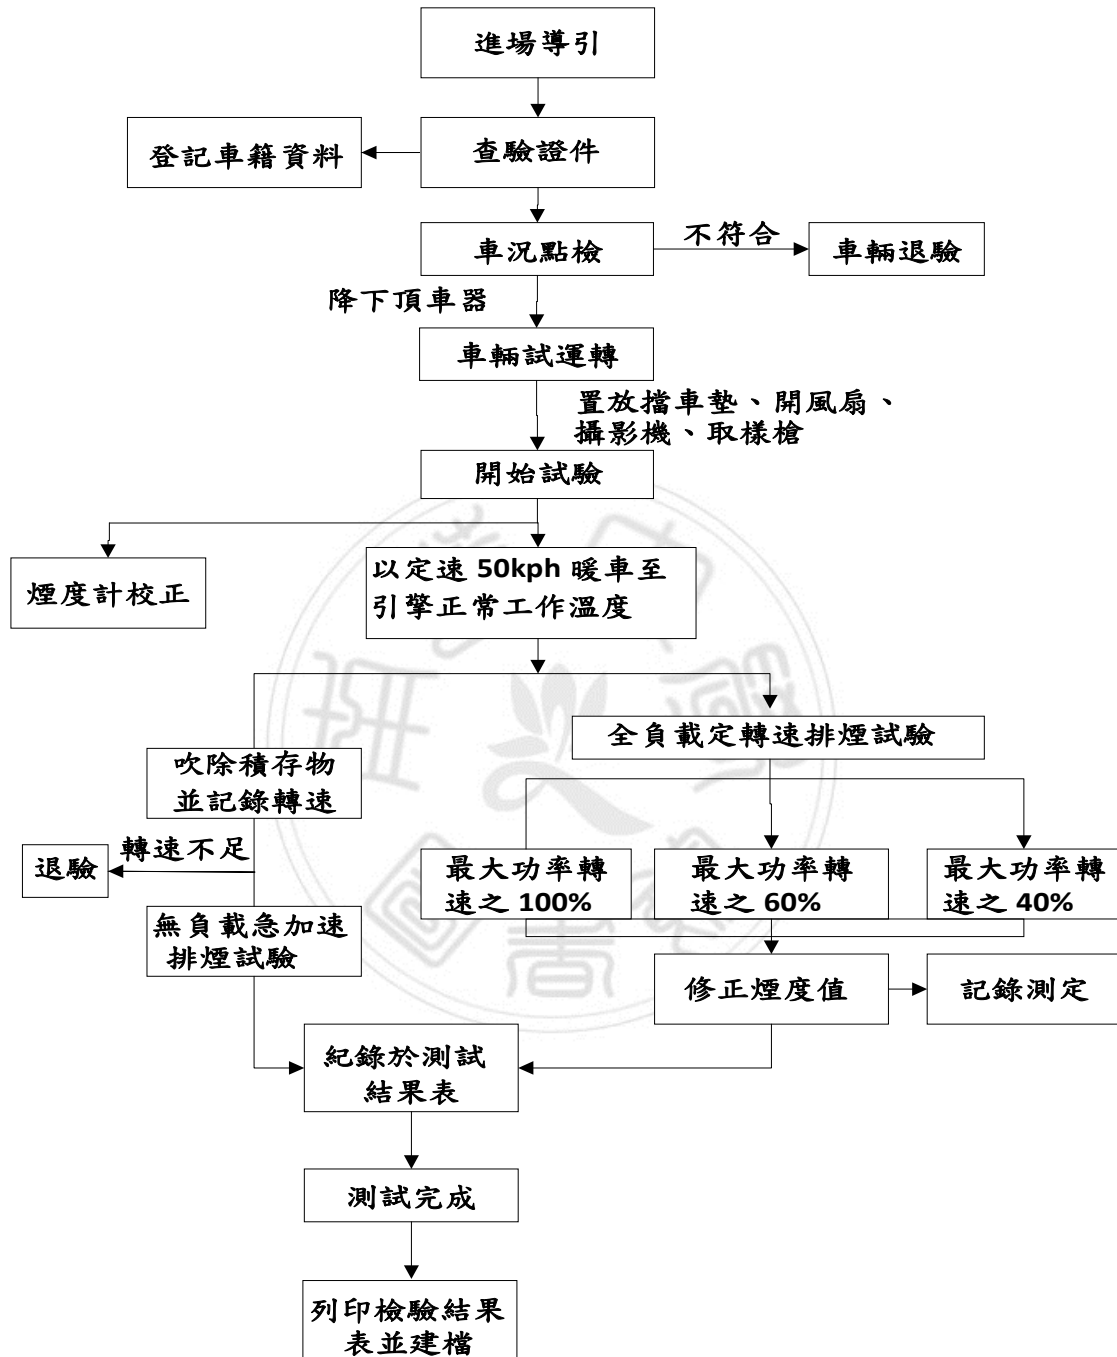 進場導引
登記車籍資料
查驗證件
車況點檢
不符合
車輛退驗
降下頂車器
車輛試運轉
置放擋車墊、開風扇、
攝影機、取樣槍
開始試驗
煙度計校正
以定速 50kph 暖車至
引擎正常工作溫度
全負載定轉速排煙試驗
吹除積存物
並記錄轉速
退驗
轉速不足
最大功率轉
速之 100%
最大功率轉
速之 60%
最大功率轉
速之 40%
無負載急加速
排煙試驗
修正煙度值
記錄測定
紀錄於測試
結果表
測試完成
列印檢驗結果
表並建檔